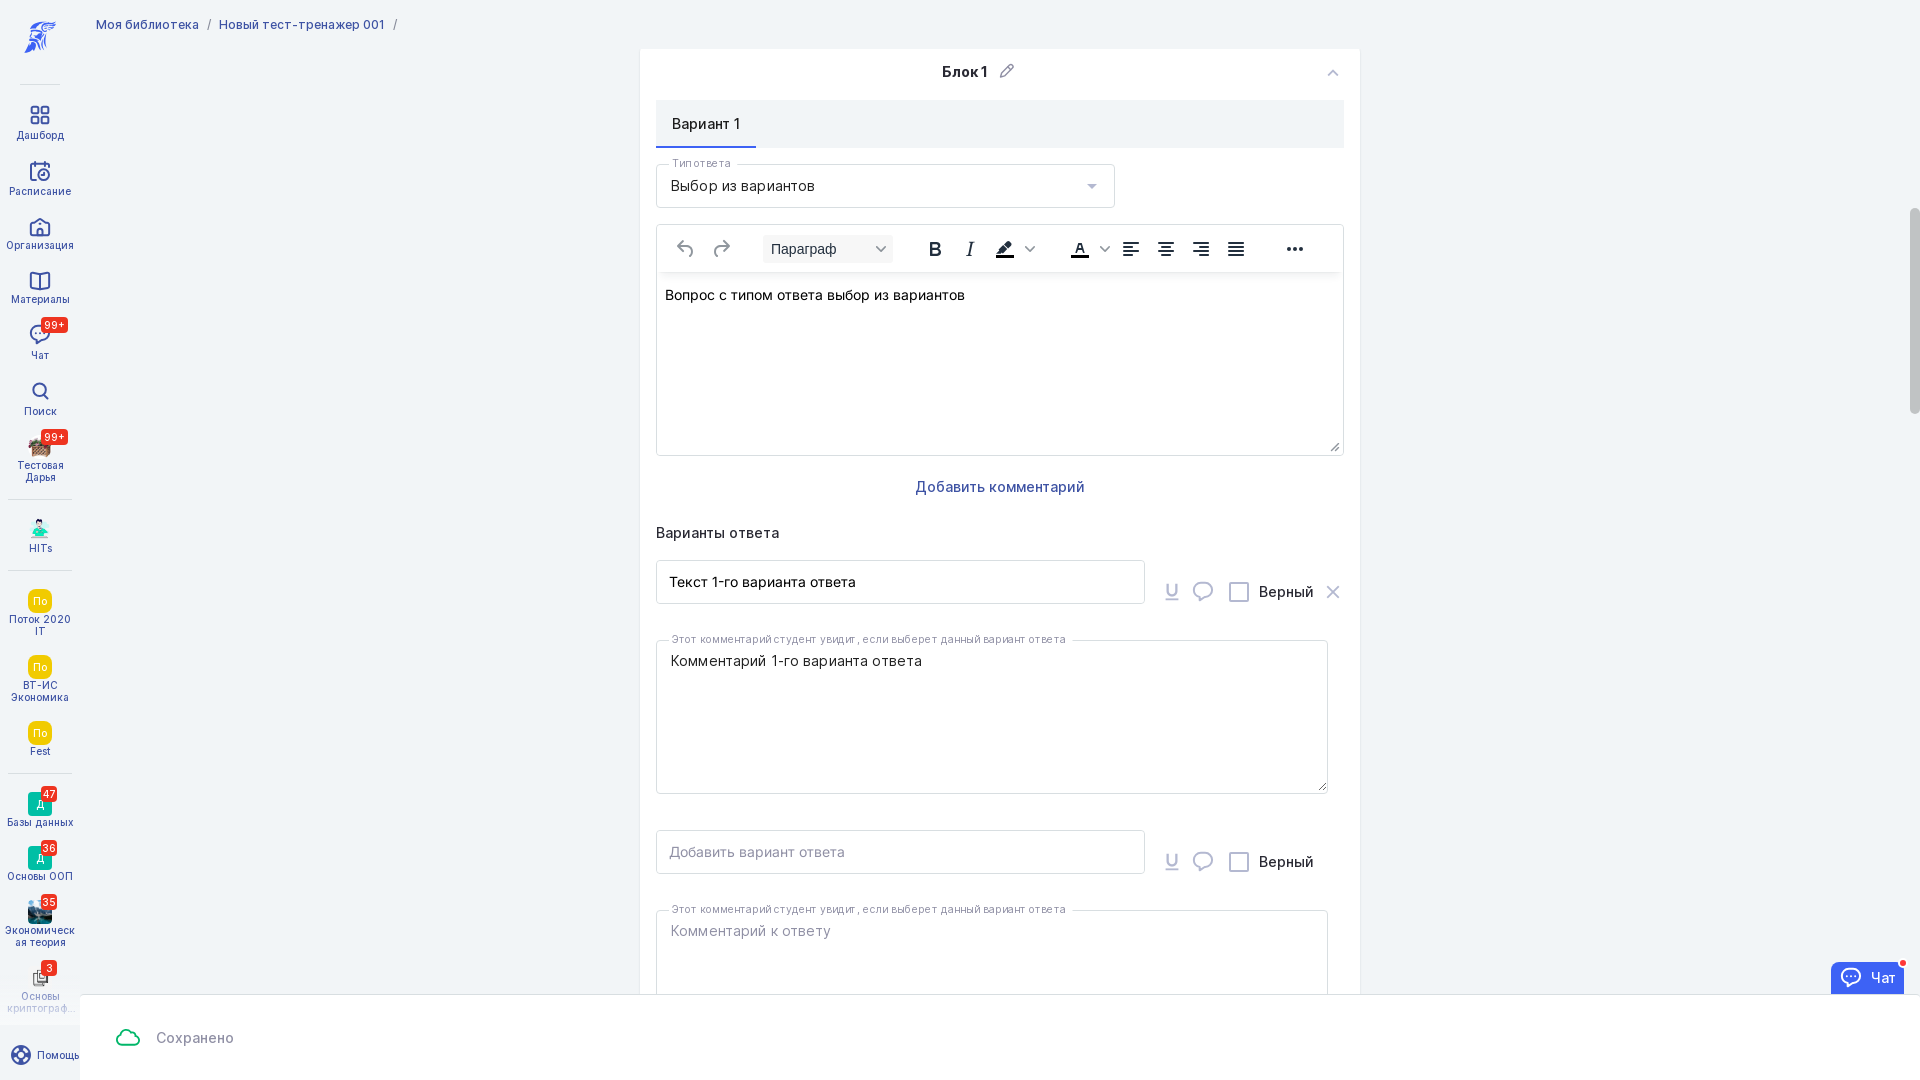 Моя библиотека / Новый тест-тренажер 001 /
Дашборд
Расписание
Организация
Материалы
99+
Чат
Поиск
99+
Тестовая
Дарья
HITs
По
Поток 2020
IT
По
ВТ-ИС
Экономика
По
Fest
47
Д
Базы данных
36
Д
Основы ООП
35
Экономическ
ая теория
3
Основы
криптограф...
Помощь
Блок 1
Вариант 1
Тип ответа
Выбор из вариантов
Параграф
B I A
Вопрос с типом ответа выбор из вариантов
Добавить комментарий
Варианты ответа
Текст 1-го варианта ответа
U Верный
Этот комментарий студент увидит, если выберет данный вариант ответа
Комментарий 1-го варианта ответа
Добавить вариант ответа
U Верный
Этот комментарий студент увидит, если выберет данный вариант ответа
Комментарий к ответу
Чат
Сохранено